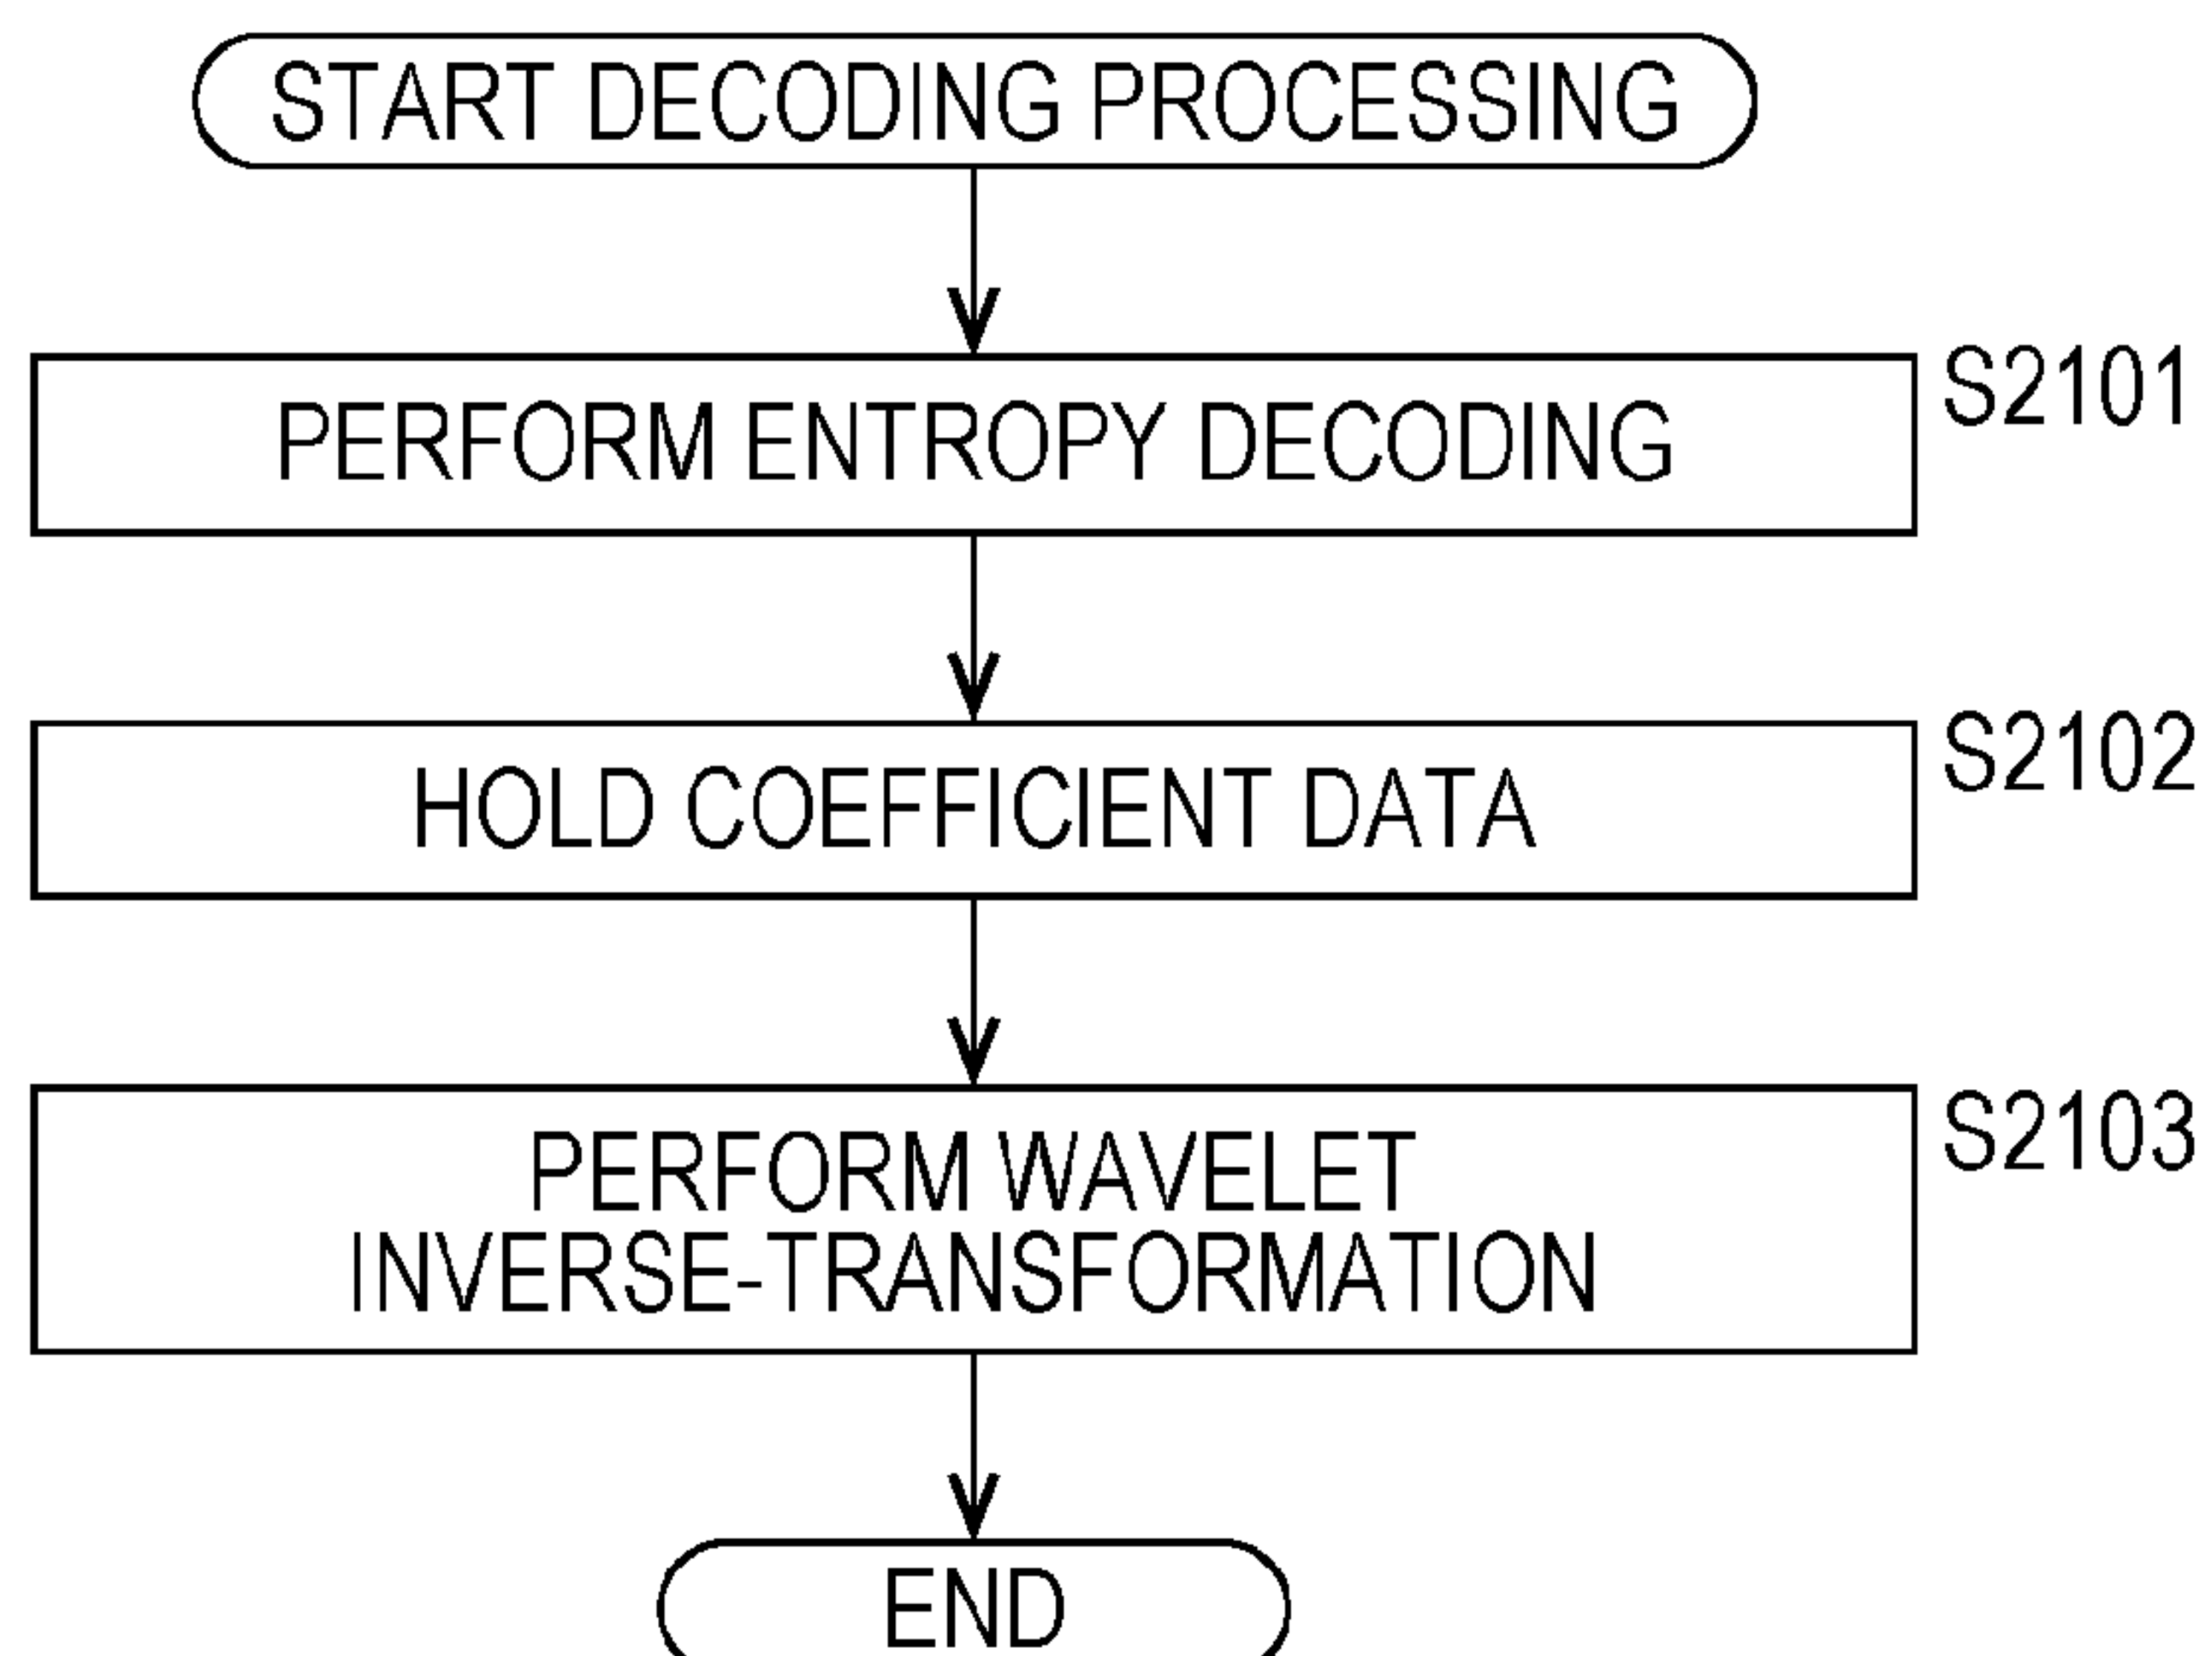 START DECODING PROCESSING
S2101
PERFORM ENTROPY DECODING
S2102
HOLD COEFFICIENT DATA
S2103
PERFORM WAVELET
INVERSE-TRANSFORMATION
END